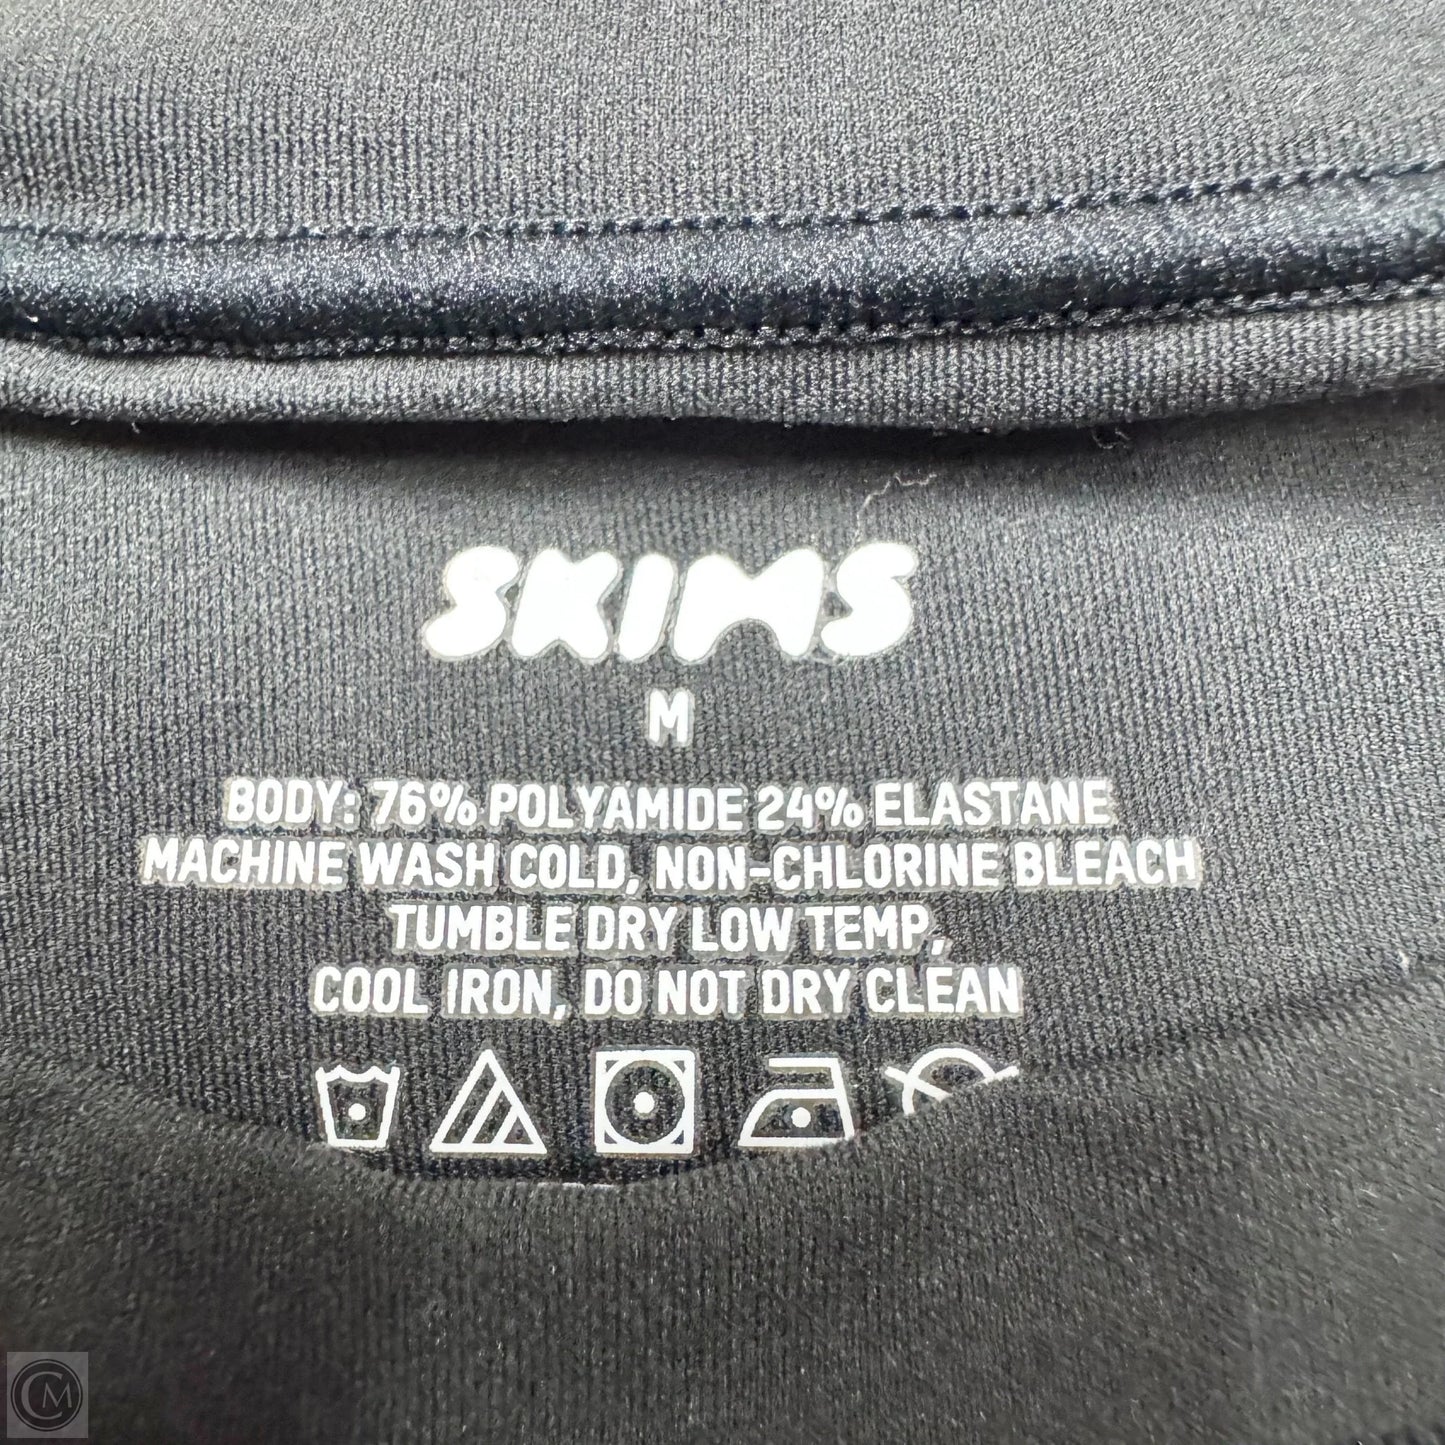 SKIMS
M
BODY: 76% POLYAMIDE 24% ELASTANE
MACHINE WASH COLD, NON-CHLORINE BLEACH
TUMBLE DRY LOW TEMP,
COOL IRON, DO NOT DRY CLEAN
CM